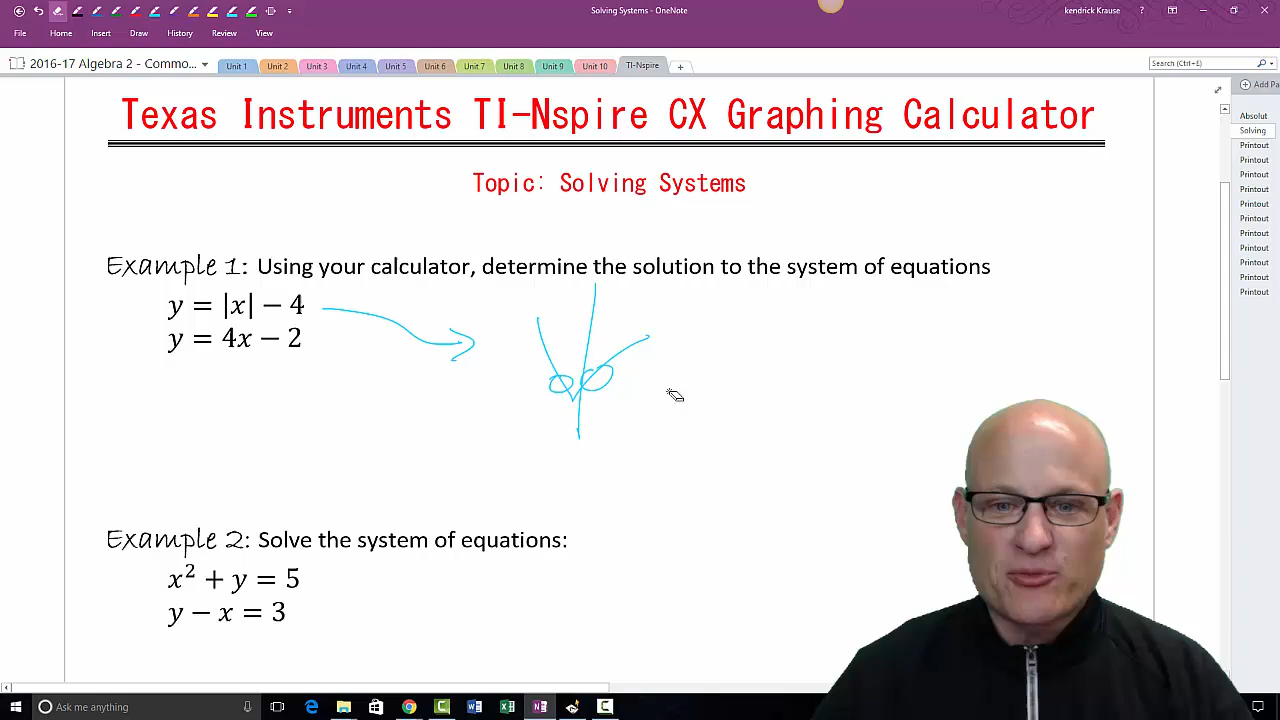 Solving Systems - OneNote
kendrick Krause
?
File Home Insert Draw History Review View
2016-17 Algebra 2 - Commo...
Unit 1 Unit 2 Unit 3 Unit 4 Unit 5 Unit 6 Unit 7 Unit 8 Unit 9 Unit 10 TI-Nspire
Search (Ctrl+E)
Add Pa
Texas Instruments TI-Nspire CX Graphing Calculator
Topic: Solving Systems
Absolut
Solving
Printout
Printout
Printout
Printout
Printout
Printout
Printout
Printout
Printout
Printout
Printout
Example 1: Using your calculator, determine the solution to the system of equations
y = |x| − 4
y = 4x − 2
Example 2: Solve the system of equations:
x² + y = 5
y − x = 3
Ask me anything